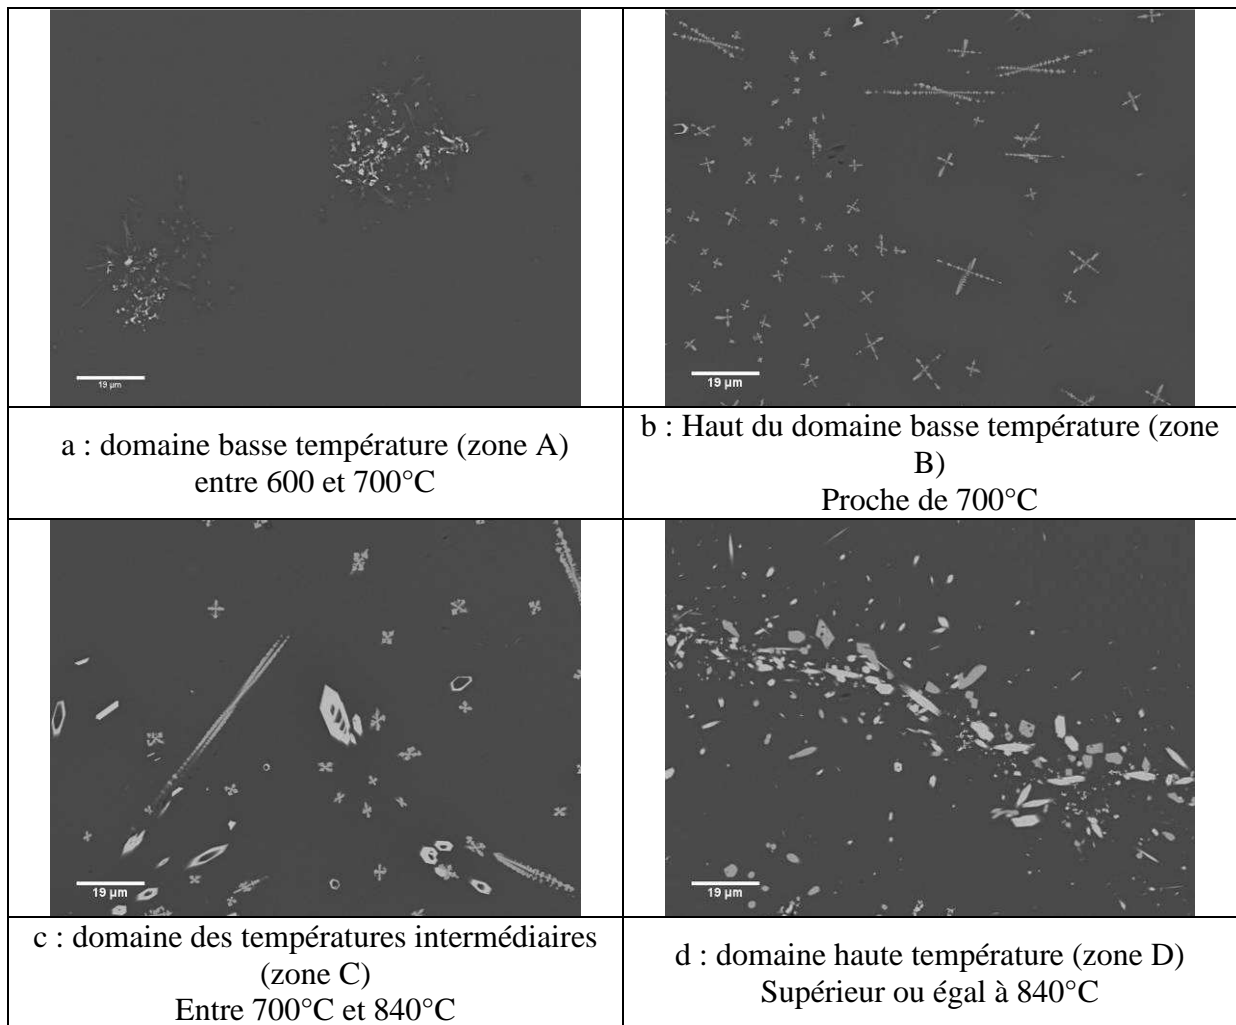 19 µm
19 µm
a : domaine basse température (zone A)
entre 600 et 700°C
b : Haut du domaine basse température (zone
B)
Proche de 700°C
19 µm
19 µm
c : domaine des températures intermédiaires
(zone C)
Entre 700°C et 840°C
d : domaine haute température (zone D)
Supérieur ou égal à 840°C